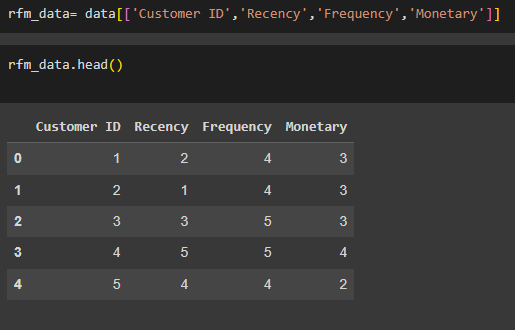 rfm_data= data[['Customer ID','Recency','Frequency','Monetary']]
rfm_data.head()
Customer ID Recency Frequency Monetary
0 1 2 4 3
1 2 1 4 3
2 3 3 5 3
3 4 5 5 4
4 5 4 4 2